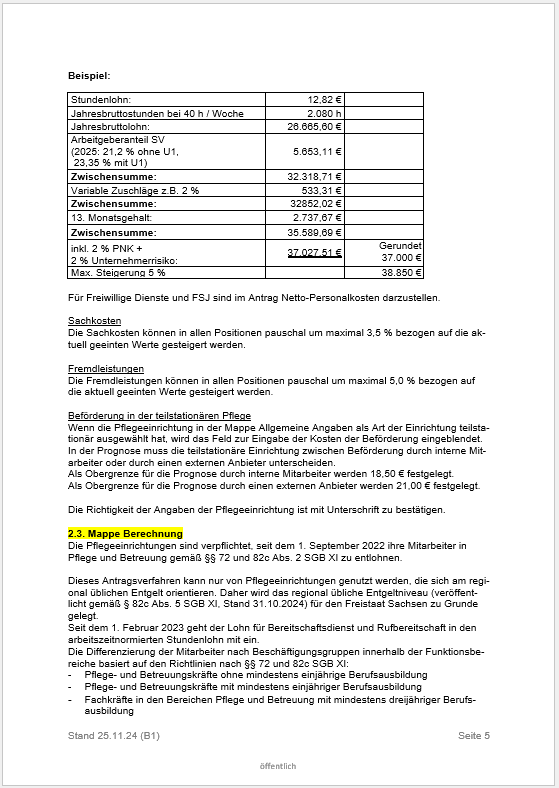 Beispiel:
Stundenlohn: 12,82 €
Jahresbruttostunden bei 40 h / Woche 2.080 h
Jahresbruttolohn: 26.665,60 €
Arbeitgeberanteil SV
(2025: 21,2 % ohne U1,
23,35 % mit U1) 5.653,11 €
Zwischensumme: 32.318,71 €
Variable Zuschläge z.B. 2 % 533,31 €
Zwischensumme: 32852,02 €
13. Monatsgehalt: 2.737,67 €
Zwischensumme: 35.589,69 €
inkl. 2 % PNK +
2 % Unternehmerrisiko: 37.027,51 € Gerundet
37.000 €
Max. Steigerung 5 % 38.850 €
Für Freiwillige Dienste und FSJ sind im Antrag Netto-Personalkosten darzustellen.
Sachkosten
Die Sachkosten können in allen Positionen pauschal um maximal 3,5 % bezogen auf die ak-
tuell geeinten Werte gesteigert werden.
Fremdleistungen
Die Fremdleistungen können in allen Positionen pauschal um maximal 5,0 % bezogen auf
die aktuell geeinten Werte gesteigert werden.
Beförderung in der teilstationären Pflege
Wenn die Pflegeeinrichtung in der Mappe Allgemeine Angaben als Art der Einrichtung teilsta-
tionär ausgewählt hat, wird das Feld zur Eingabe der Kosten der Beförderung eingeblendet.
In der Prognose muss die teilstationäre Einrichtung zwischen Beförderung durch interne Mit-
arbeiter oder durch einen externen Anbieter unterscheiden.
Als Obergrenze für die Prognose durch interne Mitarbeiter werden 18,50 € festgelegt.
Als Obergrenze für die Prognose durch einen externen Anbieter werden 21,00 € festgelegt.
Die Richtigkeit der Angaben der Pflegeeinrichtung ist mit Unterschrift zu bestätigen.
2.3. Mappe Berechnung
Die Pflegeeinrichtungen sind verpflichtet, seit dem 1. September 2022 ihre Mitarbeiter in
Pflege und Betreuung gemäß §§ 72 und 82c Abs. 2 SGB XI zu entlohnen.
Dieses Antragsverfahren kann nur von Pflegeeinrichtungen genutzt werden, die sich am regi-
onal üblichen Entgelt orientieren. Daher wird das regional übliche Entgeltniveau (veröffent-
licht gemäß § 82c Abs. 5 SGB XI, Stand 31.10.2024) für den Freistaat Sachsen zu Grunde
gelegt.
Seit dem 1. Februar 2023 geht der Lohn für Bereitschaftsdienst und Rufbereitschaft in den
arbeitszeitnormierten Stundenlohn mit ein.
Die Differenzierung der Mitarbeiter nach Beschäftigungsgruppen innerhalb der Funktionsbe-
reiche basiert auf den Richtlinien nach §§ 72 und 82c SGB XI:
- Pflege- und Betreuungskräfte ohne mindestens einjährige Berufsausbildung
- Pflege- und Betreuungskräfte mit mindestens einjähriger Berufsausbildung
- Fachkräfte in den Bereichen Pflege und Betreuung mit mindestens dreijähriger Berufs-
ausbildung
Stand 25.11.24 (B1) Seite 5
öffentlich